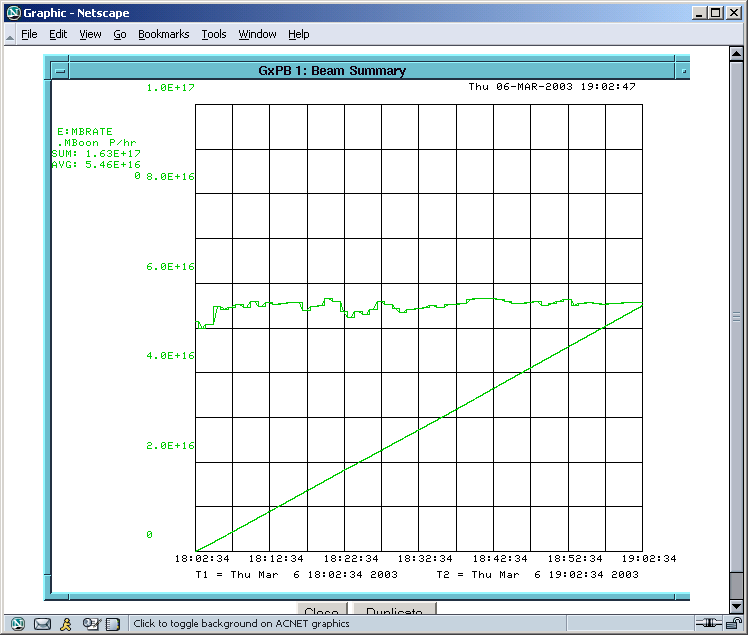 Graphic - Netscape
File Edit View Go Bookmarks Tools Window Help
GxPB 1: Beam Summary
1.0E+17
Thu 06-MAR-2003 19:02:47
E:MBRATE
.MBoon P/hr
SUM: 1.63E+17
AVG: 5.46E+16
0 8.0E+16
6.0E+16
4.0E+16
2.0E+16
0
18:02:34 18:12:34 18:22:34 18:32:34 18:42:34 18:52:34 19:02:34
T1 = Thu Mar 6 18:02:34 2003 T2 = Thu Mar 6 19:02:34 2003
Close Duplicate
Click to toggle background on ACNET graphics